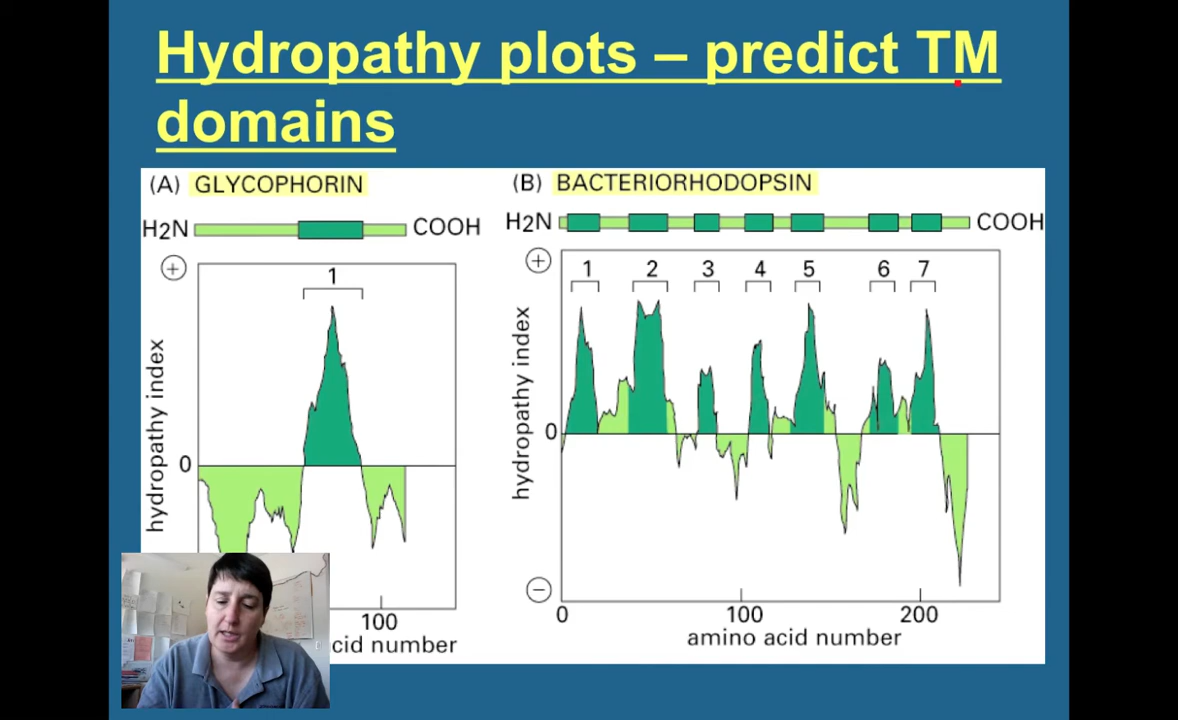 Hydropathy plots – predict TM
domains
(A) GLYCOPHORIN
H2N COOH
+
1
hydropathy index
0
100
cid number
(B) BACTERIORHODOPSIN
H2N COOH
+
1 2 3 4 5 6 7
hydropathy index
0
−
0 100 200
amino acid number